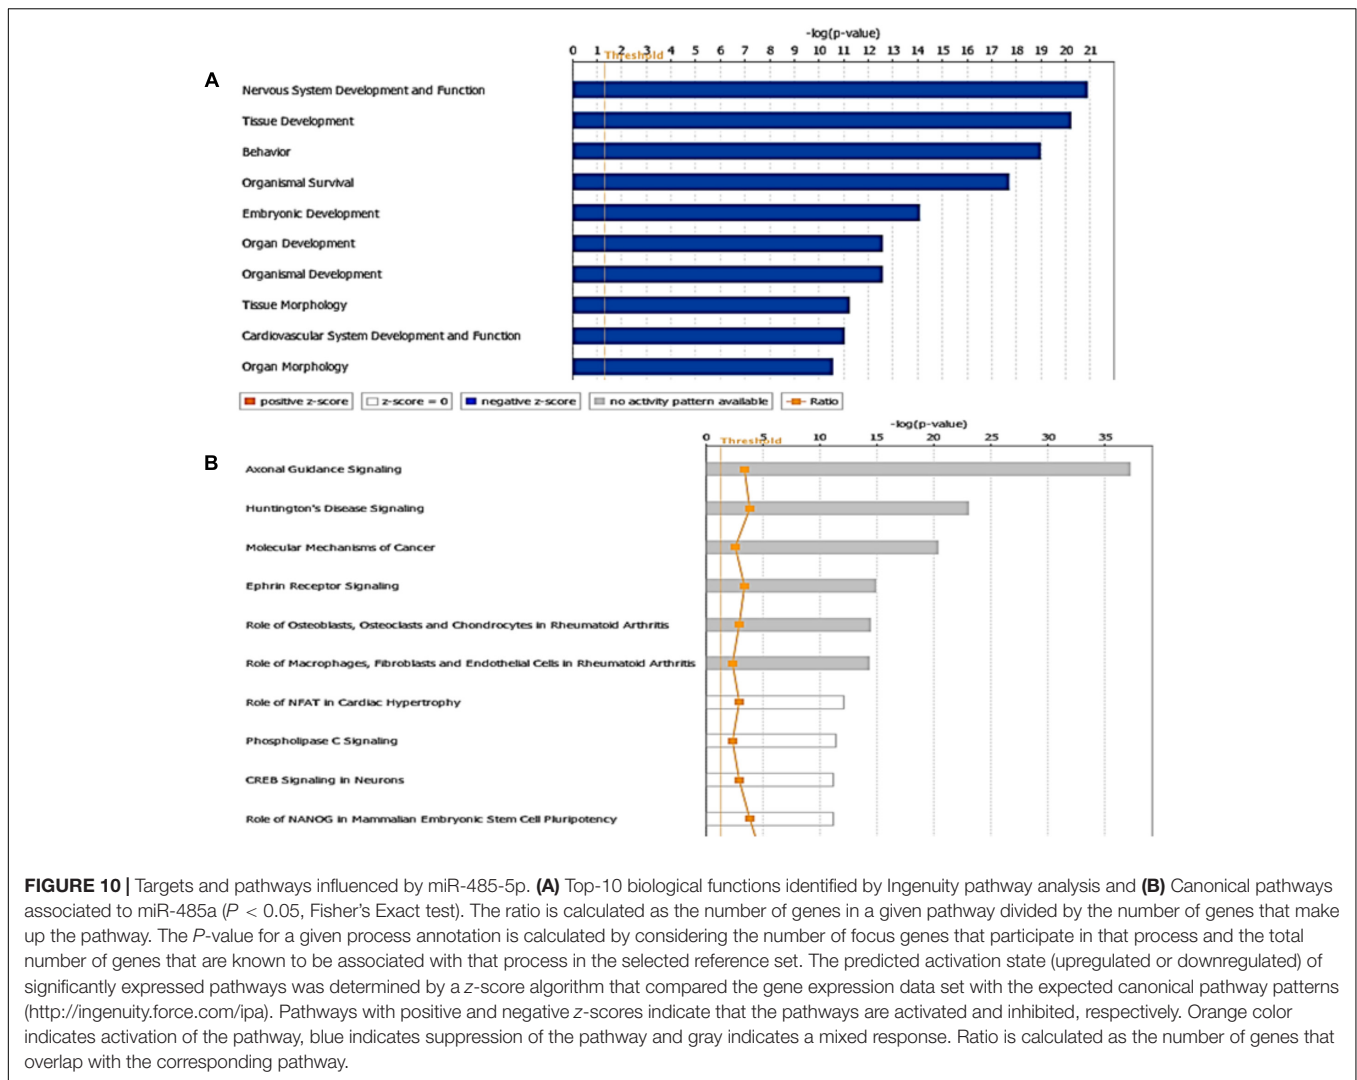 -log(p-value)
0 1 2 3 4 5 6 7 8 9 10 11 12 13 14 15 16 17 18 19 20 21
Threshold
A
Nervous System Development and Function
Tissue Development
Behavior
Organismal Survival
Embryonic Development
Organ Development
Organismal Development
Tissue Morphology
Cardiovascular System Development and Function
Organ Morphology
positive z-score z-score = 0 negative z-score no activity pattern available Ratio
-log(p-value)
0 5 10 15 20 25 30 35
Threshold
B
Axonal Guidance Signaling
Huntington's Disease Signaling
Molecular Mechanisms of Cancer
Ephrin Receptor Signaling
Role of Osteoblasts, Osteoclasts and Chondrocytes in Rheumatoid Arthritis
Role of Macrophages, Fibroblasts and Endothelial Cells in Rheumatoid Arthritis
Role of NFAT in Cardiac Hypertrophy
Phospholipase C Signaling
CREB Signaling in Neurons
Role of NANOG in Mammalian Embryonic Stem Cell Pluripotency
FIGURE 10 | Targets and pathways influenced by miR-485-5p. (A) Top-10 biological functions identified by Ingenuity pathway analysis and (B) Canonical pathways
associated to miR-485a (P < 0.05, Fisher's Exact test). The ratio is calculated as the number of genes in a given pathway divided by the number of genes that make
up the pathway. The P-value for a given process annotation is calculated by considering the number of focus genes that participate in that process and the total
number of genes that are known to be associated with that process in the selected reference set. The predicted activation state (upregulated or downregulated) of
significantly expressed pathways was determined by a z-score algorithm that compared the gene expression data set with the expected canonical pathway patterns
(http://ingenuity.force.com/ipa). Pathways with positive and negative z-scores indicate that the pathways are activated and inhibited, respectively. Orange color
indicates activation of the pathway, blue indicates suppression of the pathway and gray indicates a mixed response. Ratio is calculated as the number of genes that
overlap with the corresponding pathway.